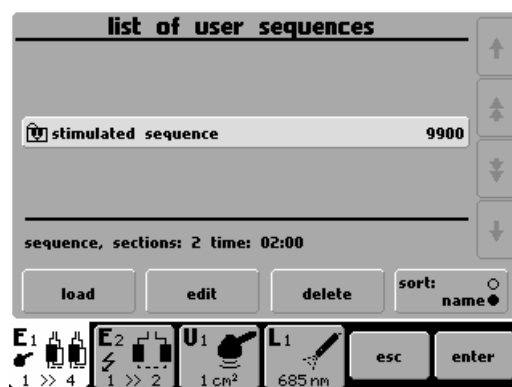 list of user sequences
stimulated sequence 9900
sequence, sections: 2 time: 02:00
load edit delete sort:
name
E1 E2 U1 L1
esc enter
1 >> 4 1 >> 2 1 cm² 685 nm